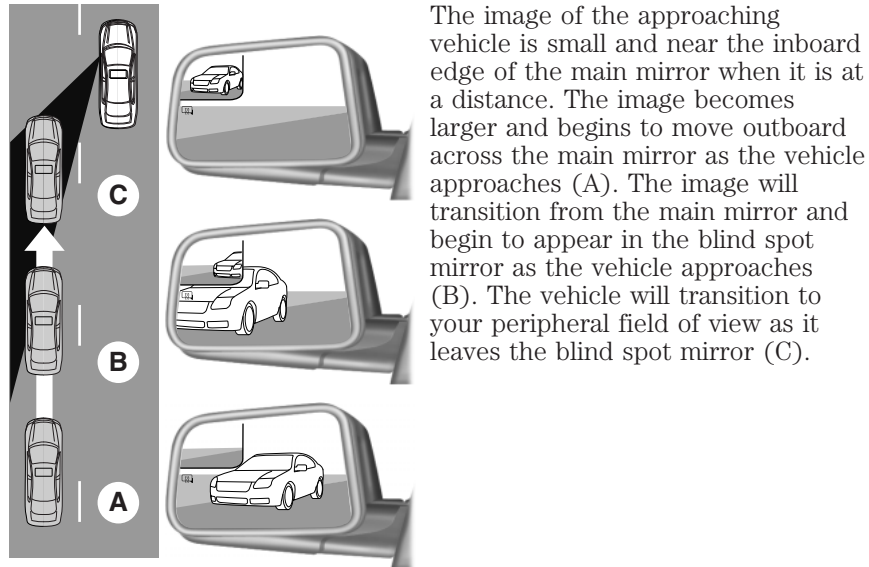 The image of the approaching
vehicle is small and near the inboard
edge of the main mirror when it is at
a distance. The image becomes
larger and begins to move outboard
across the main mirror as the vehicle
approaches (A). The image will
transition from the main mirror and
begin to appear in the blind spot
mirror as the vehicle approaches
(B). The vehicle will transition to
your peripheral field of view as it
leaves the blind spot mirror (C).
C
B
A